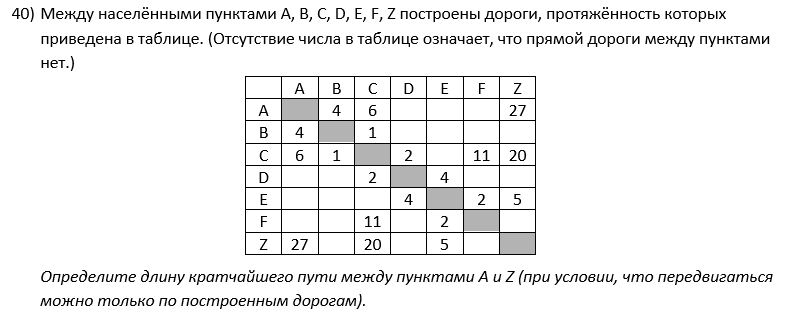 40) Между населёнными пунктами A, B, C, D, E, F, Z построены дороги, протяжённость которых
приведена в таблице. (Отсутствие числа в таблице означает, что прямой дороги между пунктами
нет.)
A B C D E F Z
A 4 6 27
B 4 1
C 6 1 2 11 20
D 2 4
E 4 2 5
F 11 2
Z 27 20 5
Определите длину кратчайшего пути между пунктами A и Z (при условии, что передвигаться
можно только по построенным дорогам).